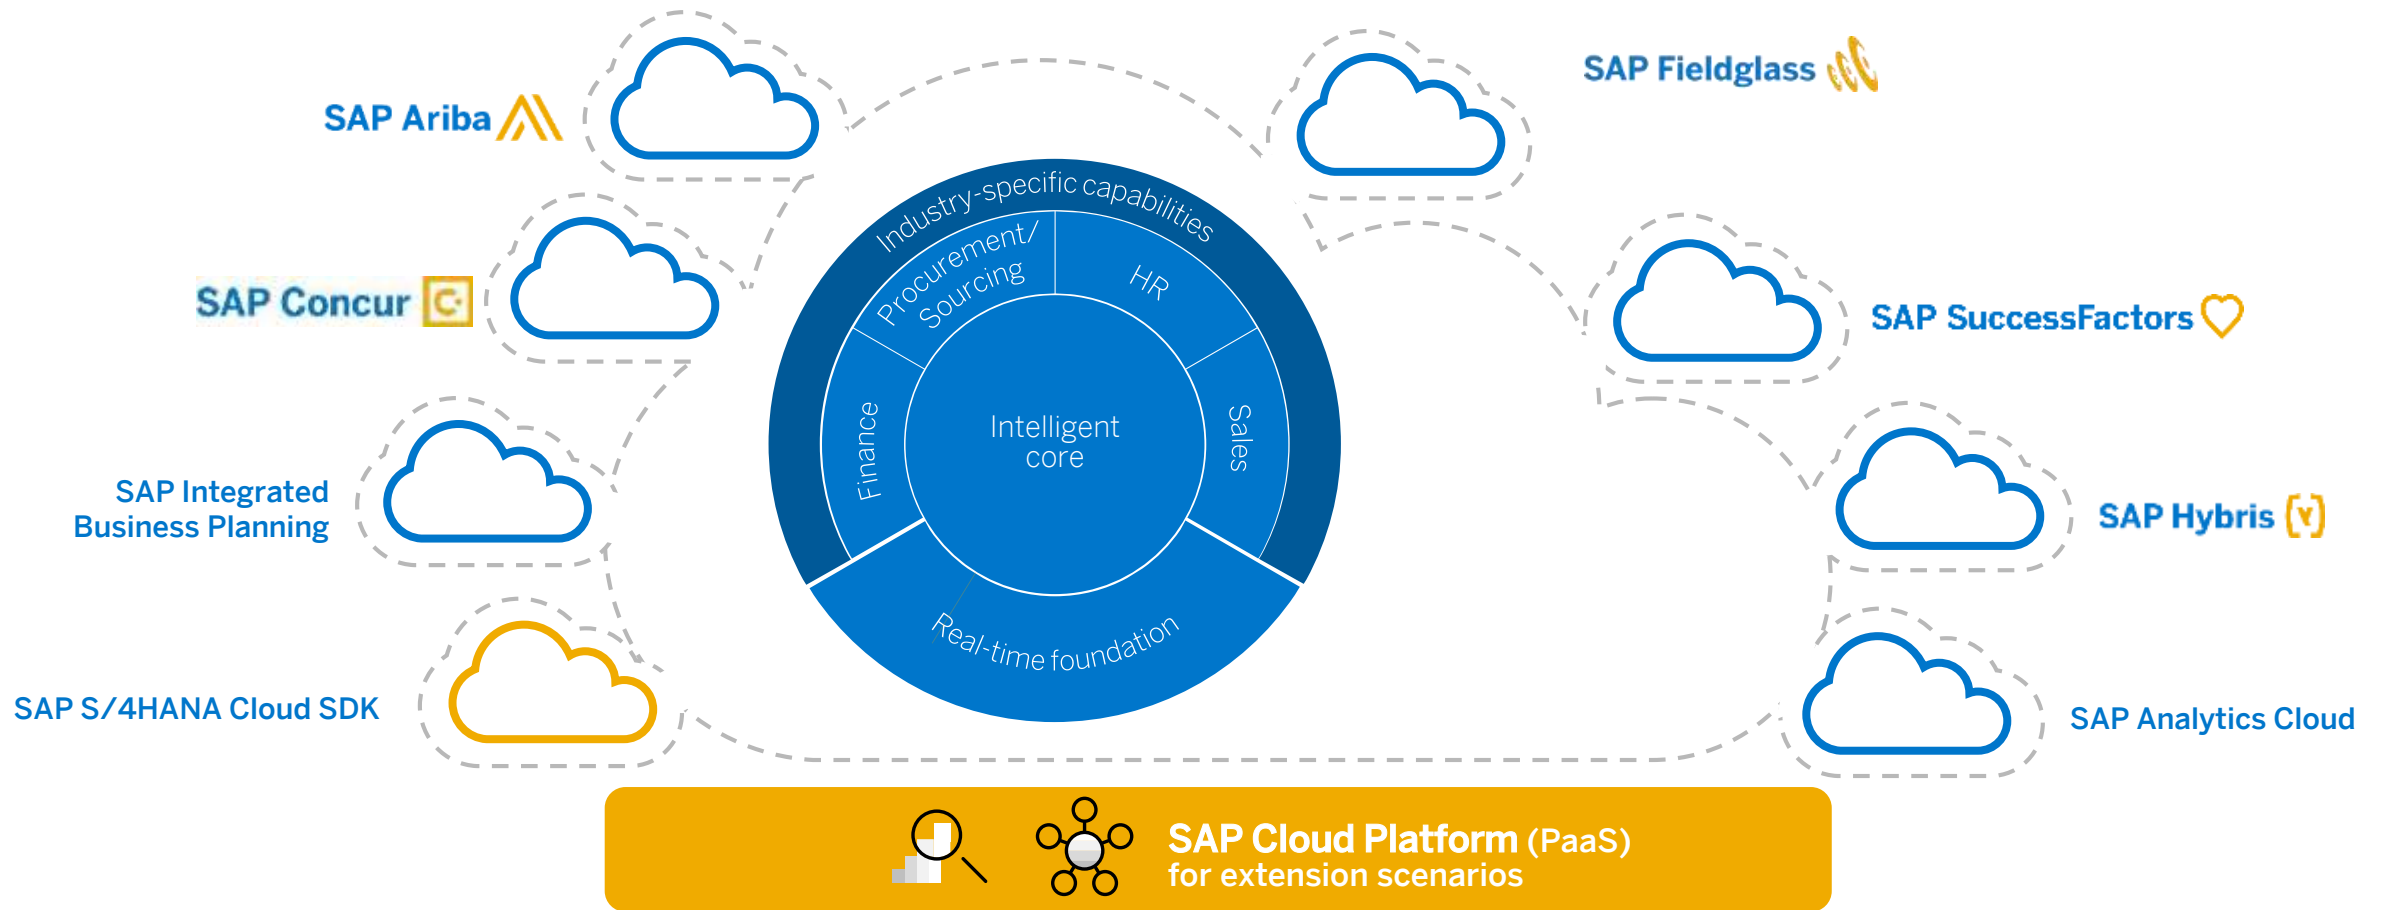 SAP Fieldglass
SAP Ariba
Industry-specific capabilities
Procurement/
Sourcing
HR
SAP Concur
SAP SuccessFactors
Finance
Intelligent
core
Sales
SAP Integrated
Business Planning
SAP Hybris
Real-time foundation
SAP S/4HANA Cloud SDK
SAP Analytics Cloud
SAP Cloud Platform (PaaS)
for extension scenarios